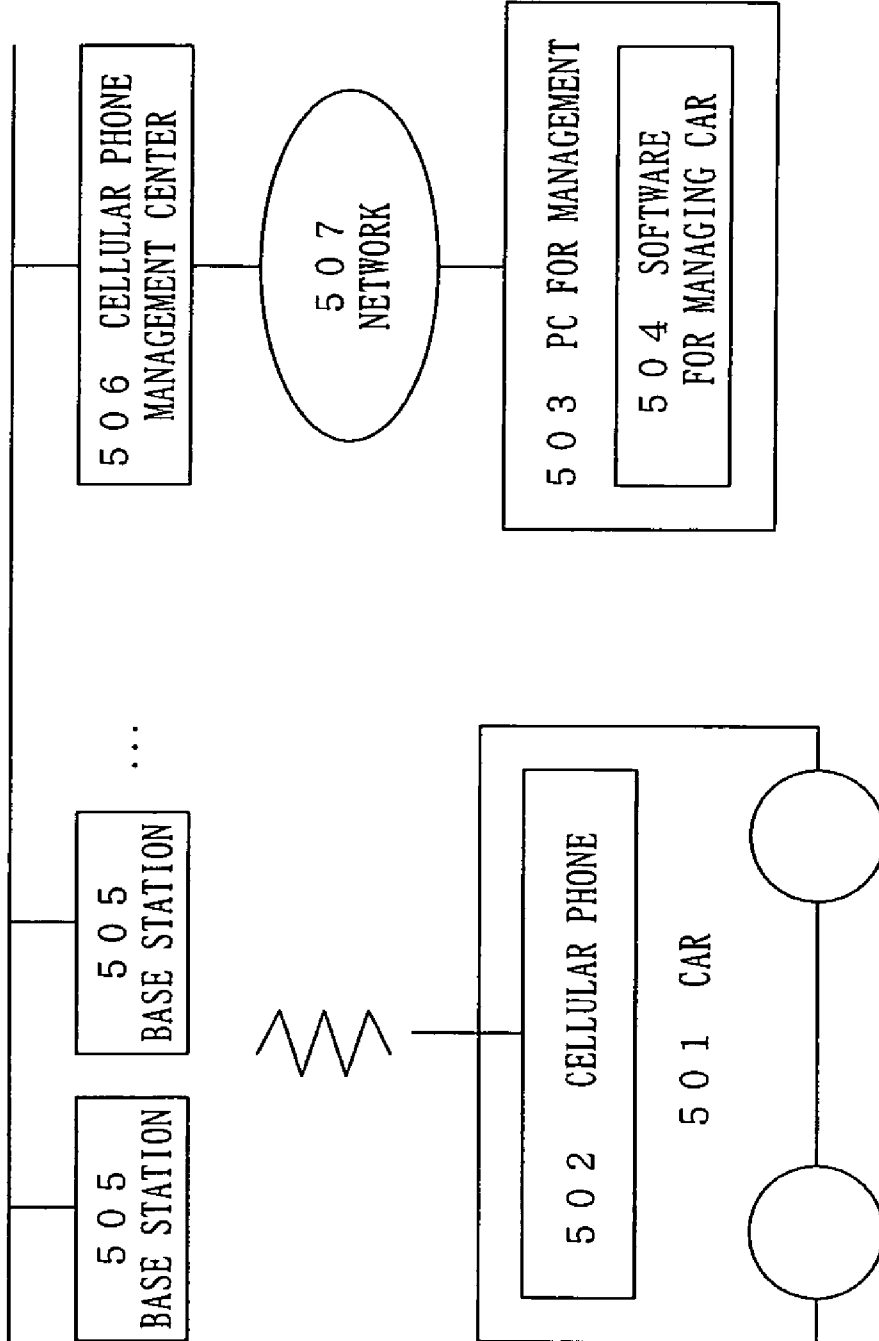 505
BASE STATION
505
BASE STATION
...
506 CELLULAR PHONE
MANAGEMENT CENTER
507
NETWORK
502 CELLULAR PHONE
501 CAR
503 PC FOR MANAGEMENT
504 SOFTWARE
FOR MANAGING CAR